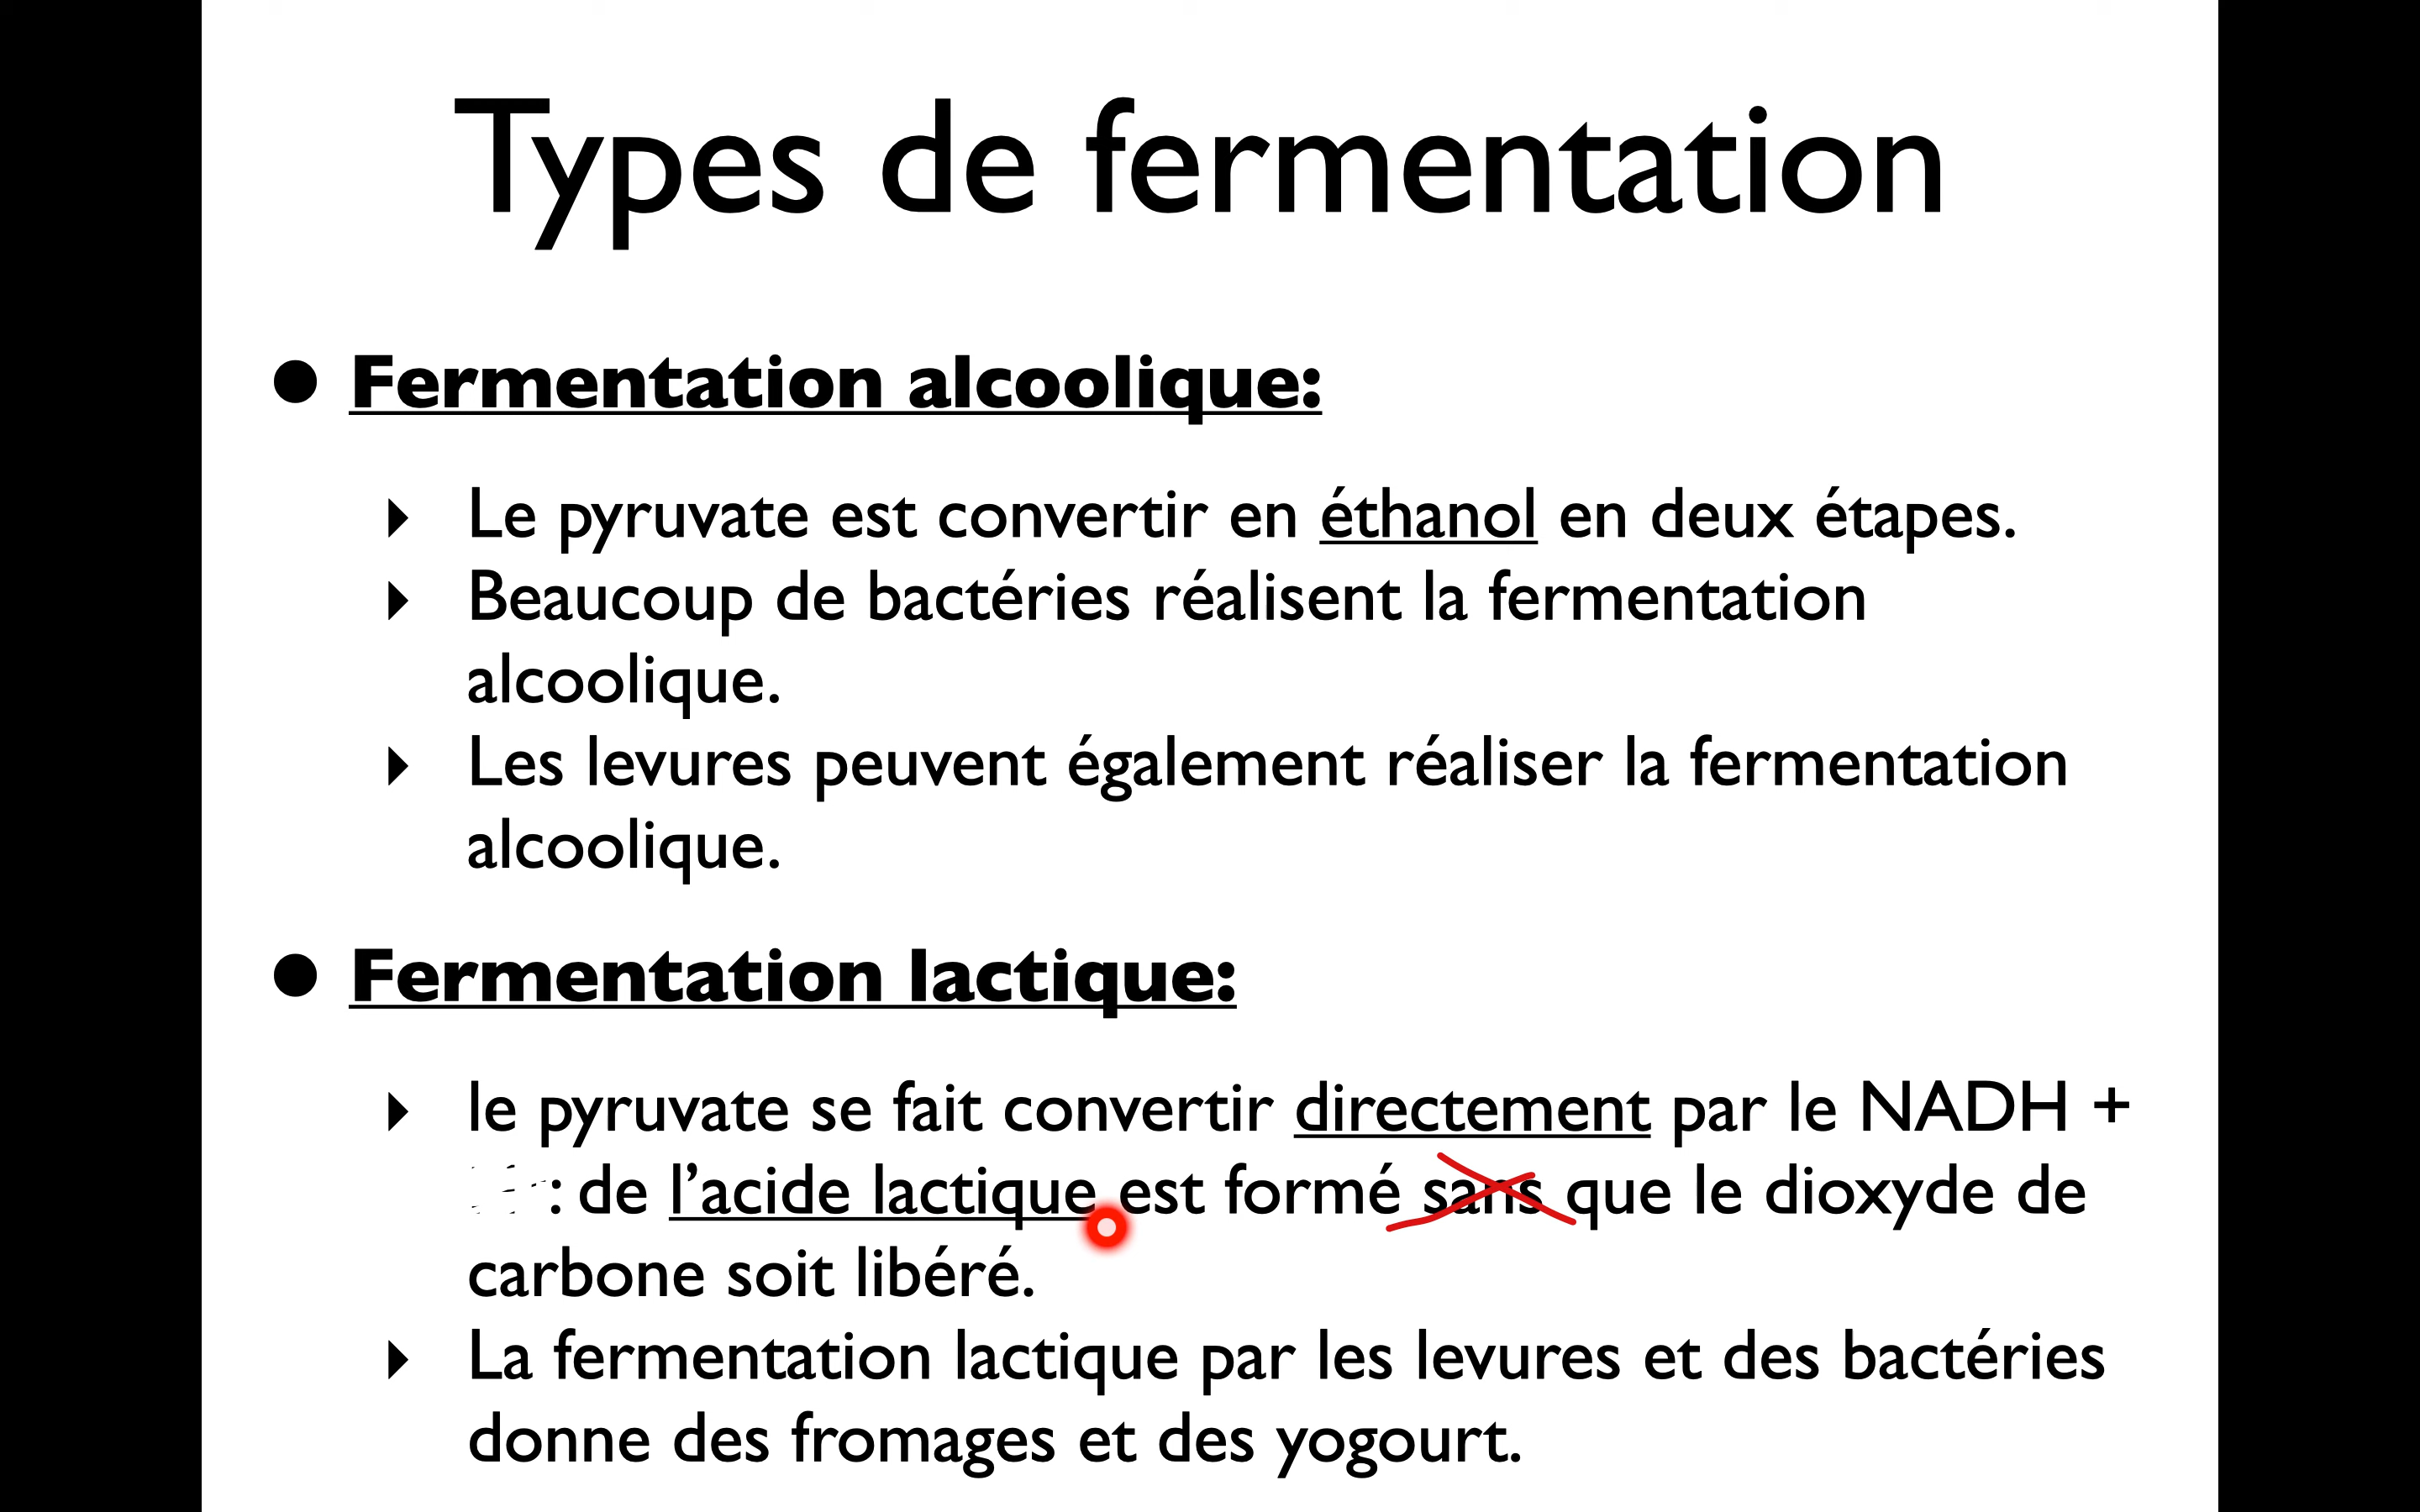 Types de fermentation
Fermentation alcoolique:
Le pyruvate est convertir en éthanol en deux étapes.
Beaucoup de bactéries réalisent la fermentation
alcoolique.
Les levures peuvent également réaliser la fermentation
alcoolique.
Fermentation lactique:
le pyruvate se fait convertir directement par le NADH +
: de l’acide lactique est formé sans que le dioxyde de
carbone soit libéré.
La fermentation lactique par les levures et des bactéries
donne des fromages et des yogourt.